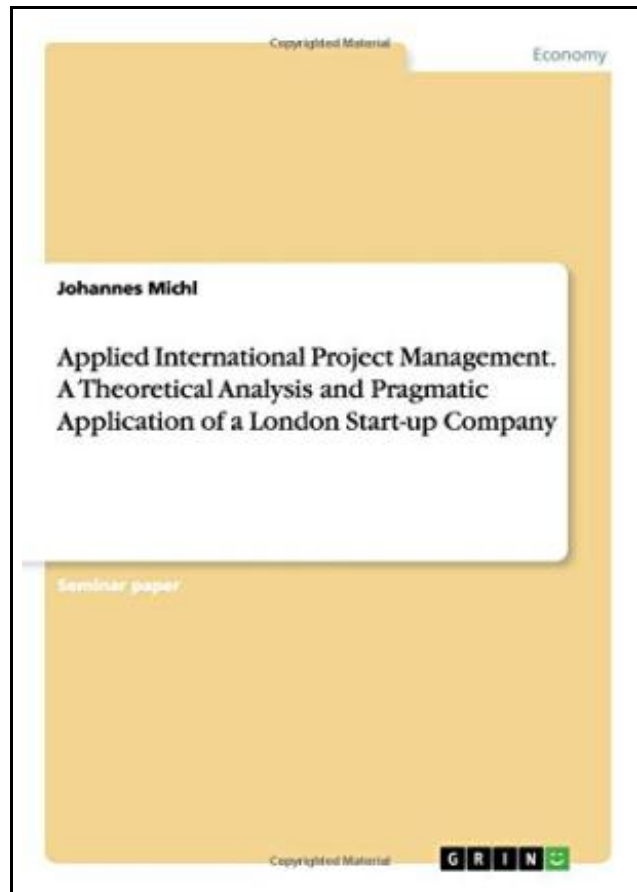 Copyrighted Material
Economy
Johannes Michl
Applied International Project Management.
A Theoretical Analysis and Pragmatic
Application of a London Start-up Company
Seminar paper
Copyrighted Material
GRIN